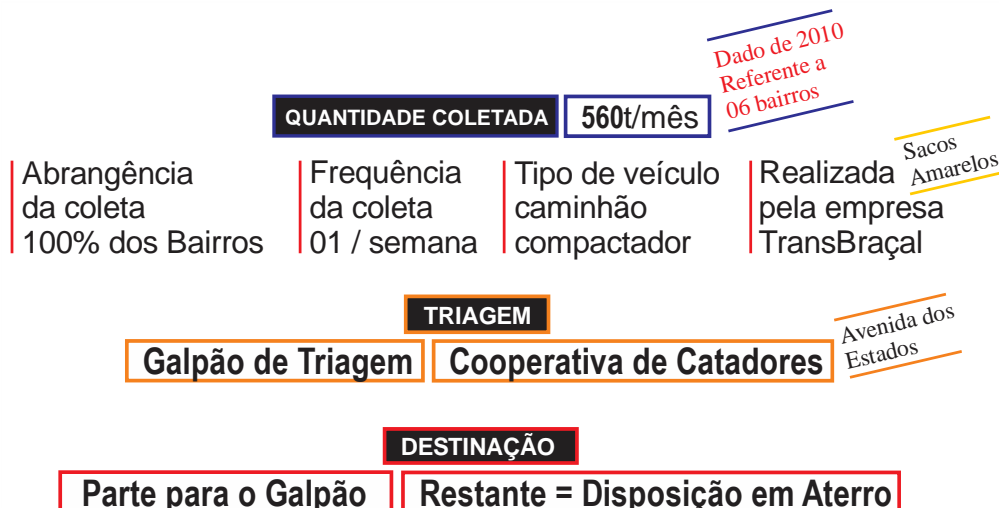 Dado de 2010
Referente a
06 bairros
QUANTIDADE COLETADA 560t/mês
Sacos
Amarelos
Abrangência
da coleta
100% dos Bairros
Frequência
da coleta
01 / semana
Tipo de veículo
caminhão
compactador
Realizada
pela empresa
TransBraçal
TRIAGEM
Avenida dos
Estados
Galpão de Triagem Cooperativa de Catadores
DESTINAÇÃO
Parte para o Galpão Restante = Disposição em Aterro